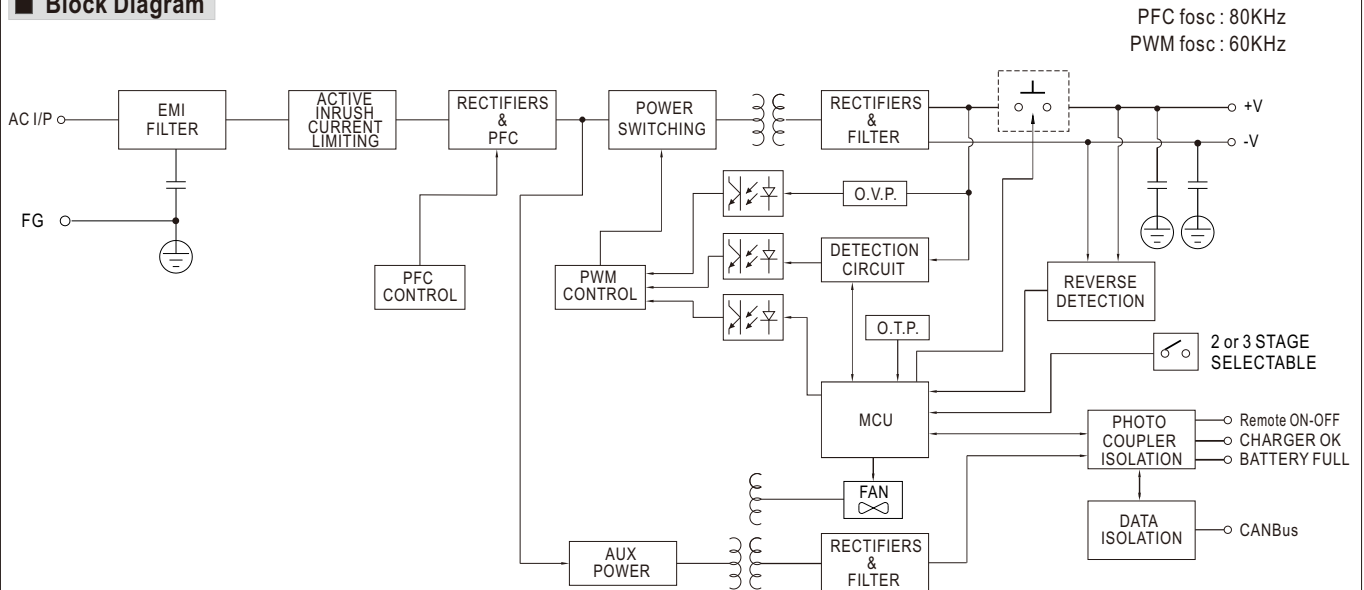 ■ Block Diagram
PFC fosc : 80KHz
PWM fosc : 60KHz
AC I/P
EMI
FILTER
ACTIVE
INRUSH
CURRENT
LIMITING
RECTIFIERS
&
PFC
POWER
SWITCHING
RECTIFIERS
&
FILTER
+V
-V
FG
O.V.P.
PFC
CONTROL
PWM
CONTROL
DETECTION
CIRCUIT
REVERSE
DETECTION
O.T.P.
2 or 3 STAGE
SELECTABLE
MCU
PHOTO
COUPLER
ISOLATION
Remote ON-OFF
CHARGER OK
BATTERY FULL
FAN
DATA
ISOLATION
CANBus
AUX
POWER
RECTIFIERS
&
FILTER